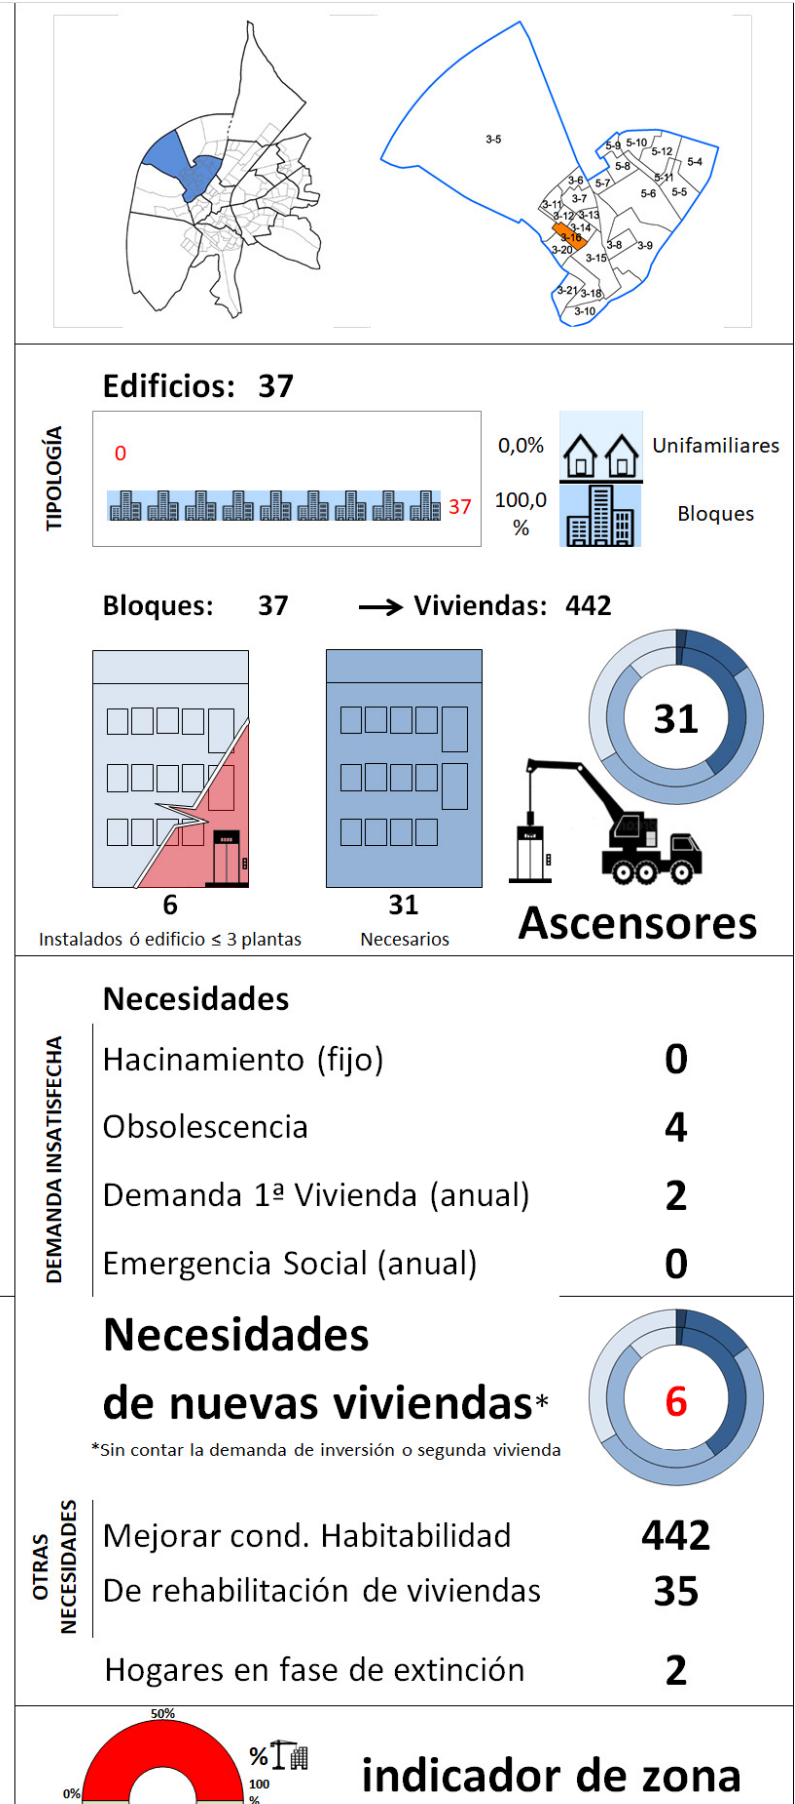 3-5
5-9
5-10
5-12
5-4
5-8
5-11
3-6
5-7
5-6
5-5
3-7
3-11
3-12
3-13
3-14
3-16
3-20
3-15
3-8
3-9
3-21
3-18
3-10
Edificios: 37
TIPOLOGÍA
0
37
0,0%
Unifamiliares
100,0
%
Bloques
Bloques: 37 → Viviendas: 442
31
6
Instalados ó edificio ≤ 3 plantas
31
Necesarios
Ascensores
DEMANDA INSATISFECHA
Necesidades
Hacinamiento (fijo) 0
Obsolescencia 4
Demanda 1ª Vivienda (anual) 2
Emergencia Social (anual) 0
Necesidades
de nuevas viviendas*
6
*Sin contar la demanda de inversión o segunda vivienda
OTRAS
NECESIDADES
Mejorar cond. Habitabilidad 442
De rehabilitación de viviendas 35
Hogares en fase de extinción 2
50%
0%
100
%
%
indicador de zona